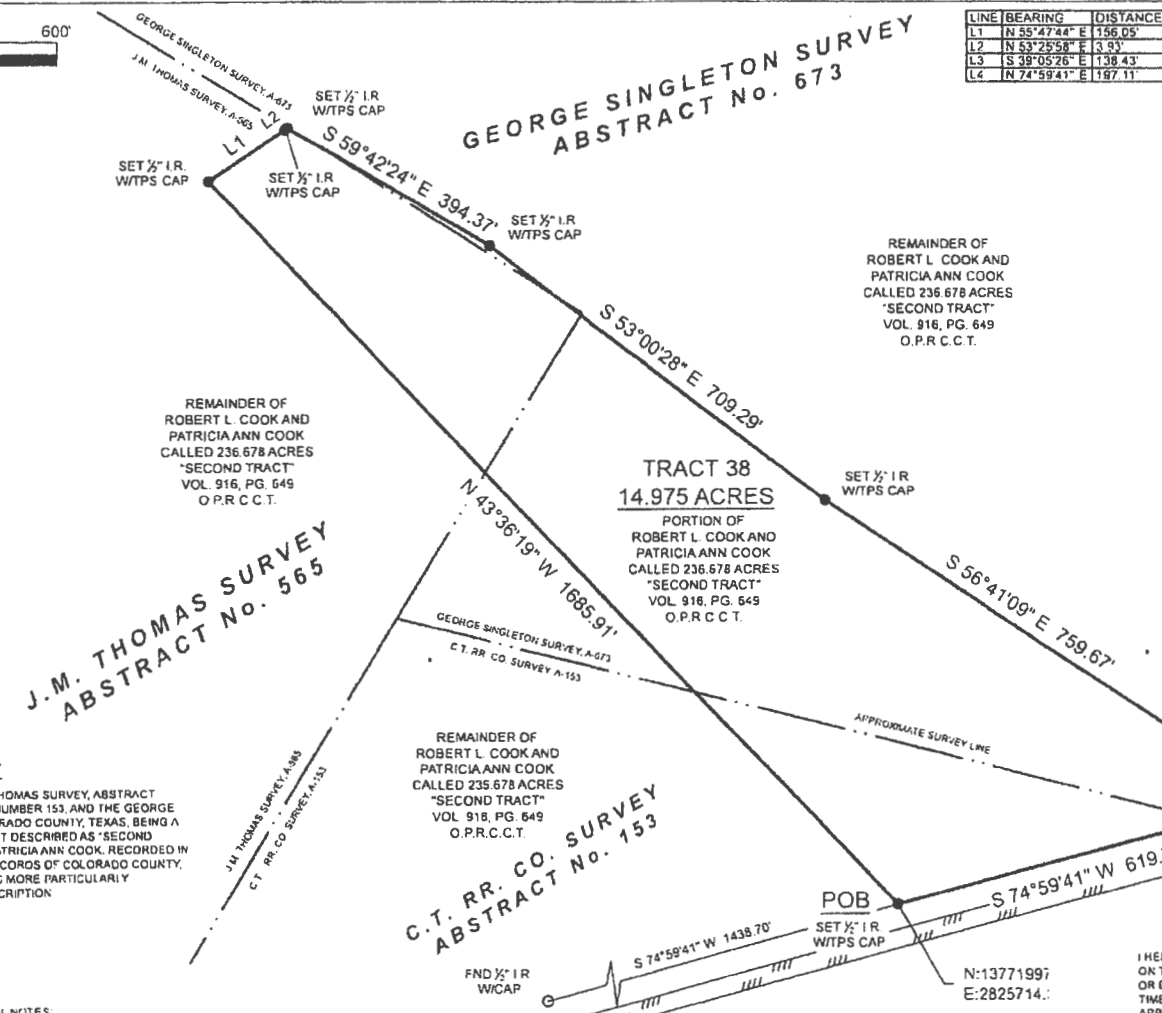 600'
GEORGE SINGLETON SURVEY, A-673
J.M. THOMAS SURVEY, A-565
GEORGE SINGLETON SURVEY
ABSTRACT No. 673
LINE BEARING DISTANCE
L1 N 55°47'44" E 156.05'
L2 N 53°25'58" E 3.93'
L3 S 39°05'26" E 138.43'
L4 N 74°59'41" E 197.11'
SET ½" I.R
W/TPS CAP
L1
L2
SET ½" I.R.
W/TPS CAP
SET ½" I.R
W/TPS CAP
S 59°42'24" E 394.37'
SET ½" I.R
W/TPS CAP
REMAINDER OF
ROBERT L. COOK AND
PATRICIA ANN COOK
CALLED 236.678 ACRES
"SECOND TRACT"
VOL. 916, PG. 649
O.P.R C.C.T.
S 53°00'28" E 709.29'
REMAINDER OF
ROBERT L. COOK AND
PATRICIA ANN COOK
CALLED 236.678 ACRES
"SECOND TRACT"
VOL. 916, PG. 649
O P.R C C.T.
TRACT 38
14.975 ACRES
PORTION OF
ROBERT L. COOK AND
PATRICIA ANN COOK
CALLED 236.678 ACRES
"SECOND TRACT"
VOL. 916, PG. 649
O.P.R C C T.
SET ½" I R
W/TPS CAP
N 43°36'19" W 1685.91'
S 56°41'09" E 759.67'
J.M. THOMAS SURVEY
ABSTRACT No. 565
GEORGE SINGLETON SURVEY, A-673
C.T. RR. CO. SURVEY A-153
APPROXIMATE SURVEY LINE
REMAINDER OF
ROBERT L. COOK AND
PATRICIA ANN COOK
CALLED 235.678 ACRES
"SECOND TRACT"
VOL. 916, PG. 649
O.P.R.C.C.T.
J.M. THOMAS SURVEY, A-565
C.T. RR. CO. SURVEY, A-153
HOMAS SURVEY, ABSTRACT
UMBER 153, AND THE GEORGE
RADO COUNTY, TEXAS, BEING A
T DESCRIBED AS "SECOND
ATRICIA ANN COOK, RECORDED IN
CORDS OF COLORADO COUNTY,
G MORE PARTICULARLY
CRIPTION
C.T. RR. CO. SURVEY
ABSTRACT No. 153
POB
SET ½" I R
W/TPS CAP
S 74°59'41" W 619.
S 74°59'41" W 1438.70'
FND ½" I R
W/CAP
N:13771997
E:2825714.
I HE
ON T
OR E
TIME
APP
NOTES: